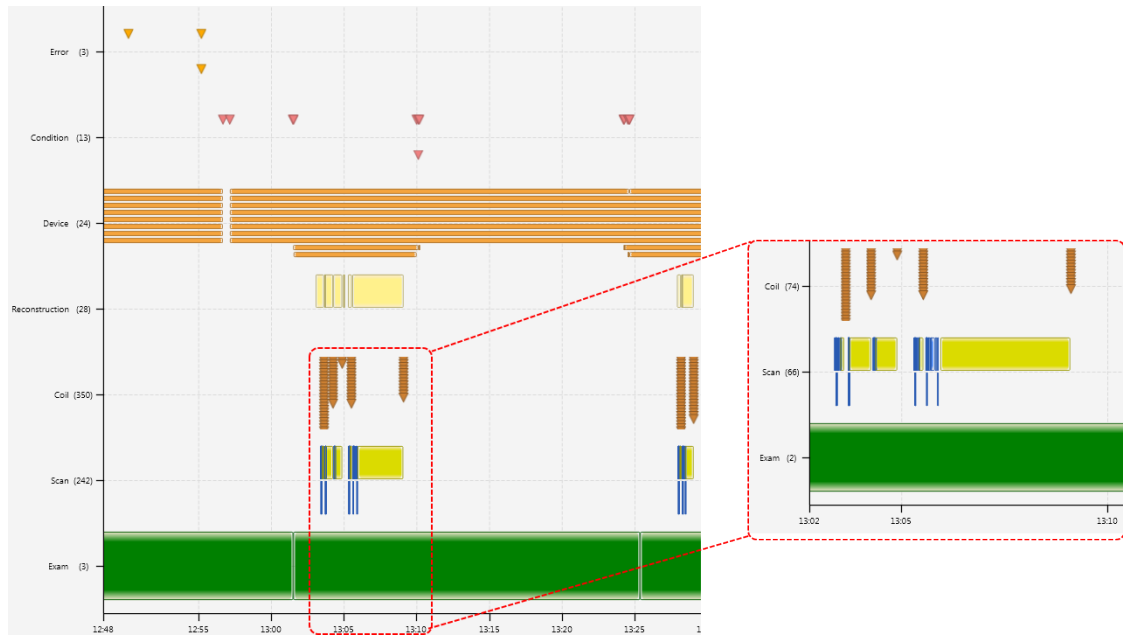 Error (3)
Condition (13)
Device (24)
Reconstruction (28)
Coil (350)
Scan (242)
Exam (3)
12:48 12:55 13:00 13:05 13:10 13:15 13:20 13:25 1
Coil (74)
Scan (66)
Exam (2)
13:02 13:05 13:10